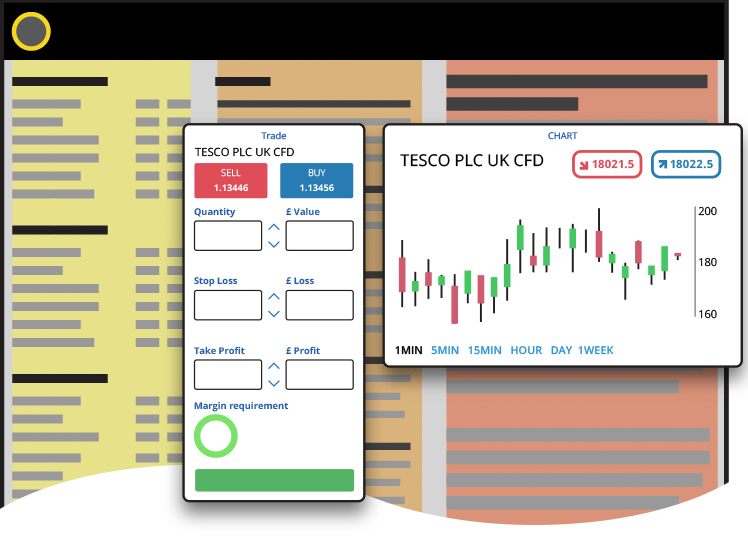 Trade
TESCO PLC UK CFD
SELL BUY
1.13446 1.13456
Quantity £ Value
Stop Loss £ Loss
Take Profit £ Profit
Margin requirement
CHART
TESCO PLC UK CFD 18021.5 18022.5
200
180
160
1MIN 5MIN 15MIN HOUR DAY 1WEEK